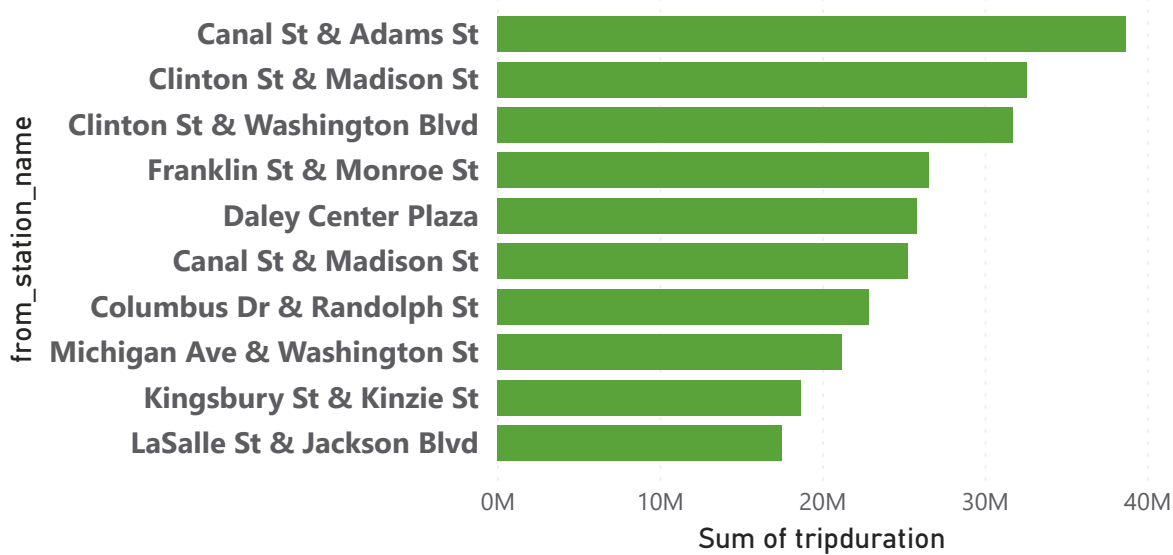 from_station_name
Canal St & Adams St
Clinton St & Madison St
Clinton St & Washington Blvd
Franklin St & Monroe St
Daley Center Plaza
Canal St & Madison St
Columbus Dr & Randolph St
Michigan Ave & Washington St
Kingsbury St & Kinzie St
LaSalle St & Jackson Blvd
0M 10M 20M 30M 40M
Sum of tripduration